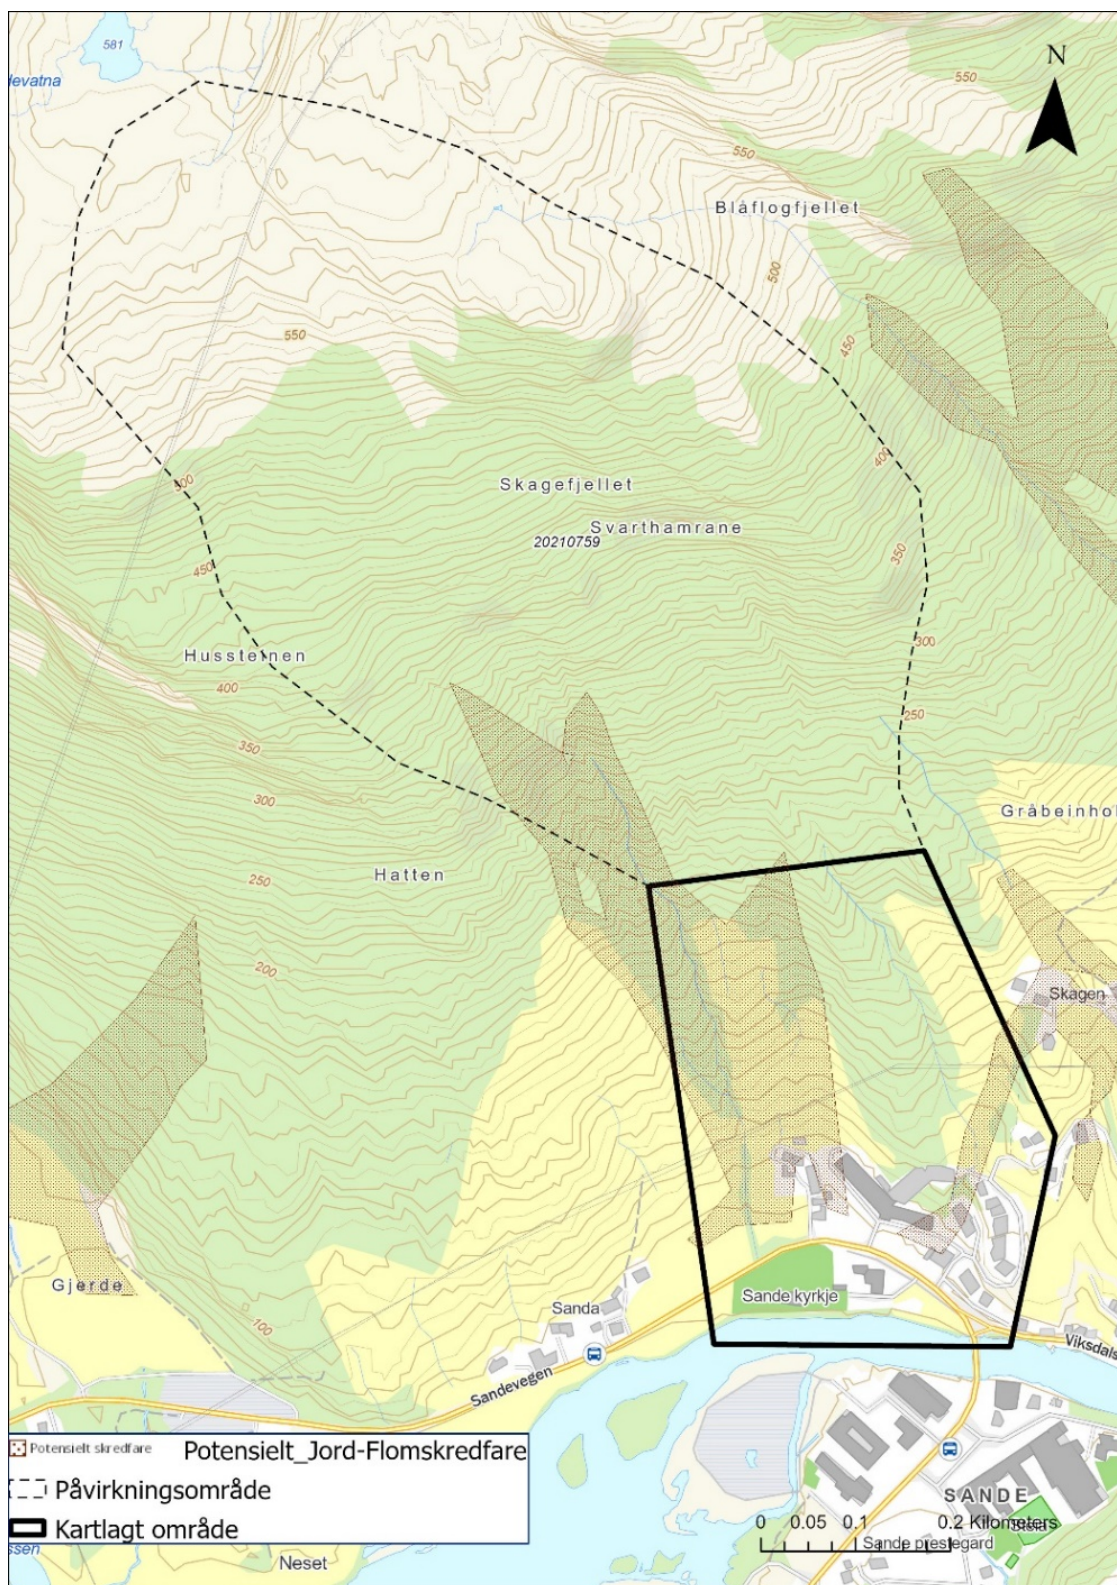 581
N
550
550
Blåflogfjellet
500
550
450
400
500
Skagefjellet
Svarthamrane
20210759
350
450
300
Hussteinen
400
250
350
300
Gråbeinhol
Hatten
250
200
Skagen
Gjerde
Sande kyrkje
Sanda
100
Viksdals
Sandevegen
Potensielt skredfare Potensielt_Jord-Flomskredfare
Påvirkningsområde
SANDE
Kartlagt område
0 0.05 0.1 0.2 Kilometers
Sande prestegard
Neset